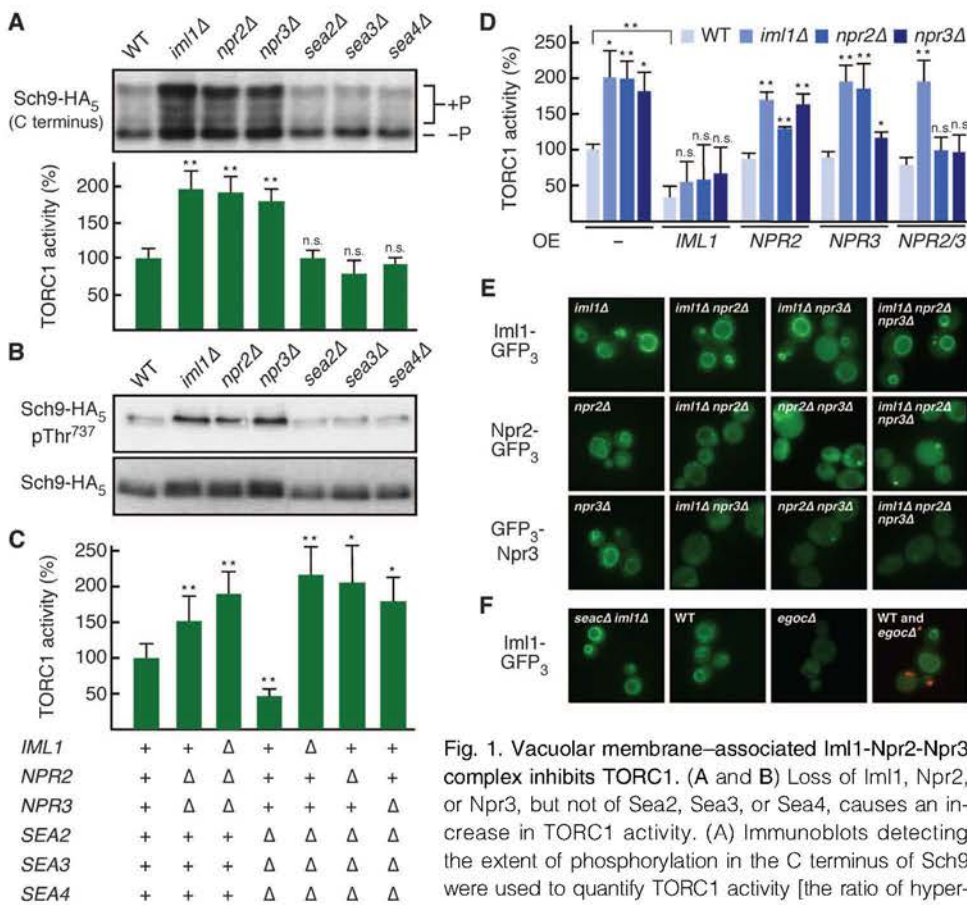 A
WT iml1Δ npr2Δ npr3Δ sea2Δ sea3Δ sea4Δ
Sch9-HA5
(C terminus)
+P
−P
TORC1 activity (%)
200
150
100
50
** ** ** n.s. n.s. n.s.
B
WT iml1Δ npr2Δ npr3Δ sea2Δ sea3Δ sea4Δ
Sch9-HA5
pThr737
Sch9-HA5
C
TORC1 activity (%)
250
200
150
100
50
** ** ** ** * *
IML1 + + Δ + Δ + +
NPR2 + Δ Δ + + Δ +
NPR3 + Δ Δ + + Δ Δ
SEA2 + + + Δ Δ Δ Δ
SEA3 + + + Δ Δ Δ Δ
SEA4 + + + Δ Δ Δ Δ
D
WT iml1Δ npr2Δ npr3Δ
TORC1 activity (%)
250
200
150
100
50
**
* ** *
n.s. n.s. n.s.
** ** **
** ** *
** n.s. n.s.
OE − IML1 NPR2 NPR3 NPR2/3
E
Iml1-
GFP3
iml1Δ
iml1Δ npr2Δ
iml1Δ npr3Δ
iml1Δ npr2Δ
npr3Δ
Npr2-
GFP3
npr2Δ
iml1Δ npr2Δ
npr2Δ npr3Δ
iml1Δ npr2Δ
npr3Δ
GFP3-
Npr3
npr3Δ
iml1Δ npr3Δ
npr2Δ npr3Δ
iml1Δ npr2Δ
npr3Δ
F
Iml1-
GFP3
seacΔ iml1Δ
WT
egocΔ
WT and
egocΔ*
Fig. 1. Vacuolar membrane–associated Iml1-Npr2-Npr3
complex inhibits TORC1. (A and B) Loss of Iml1, Npr2,
or Npr3, but not of Sea2, Sea3, or Sea4, causes an in-
crease in TORC1 activity. (A) Immunoblots detecting
the extent of phosphorylation in the C terminus of Sch9
were used to quantify TORC1 activity [the ratio of hyper-